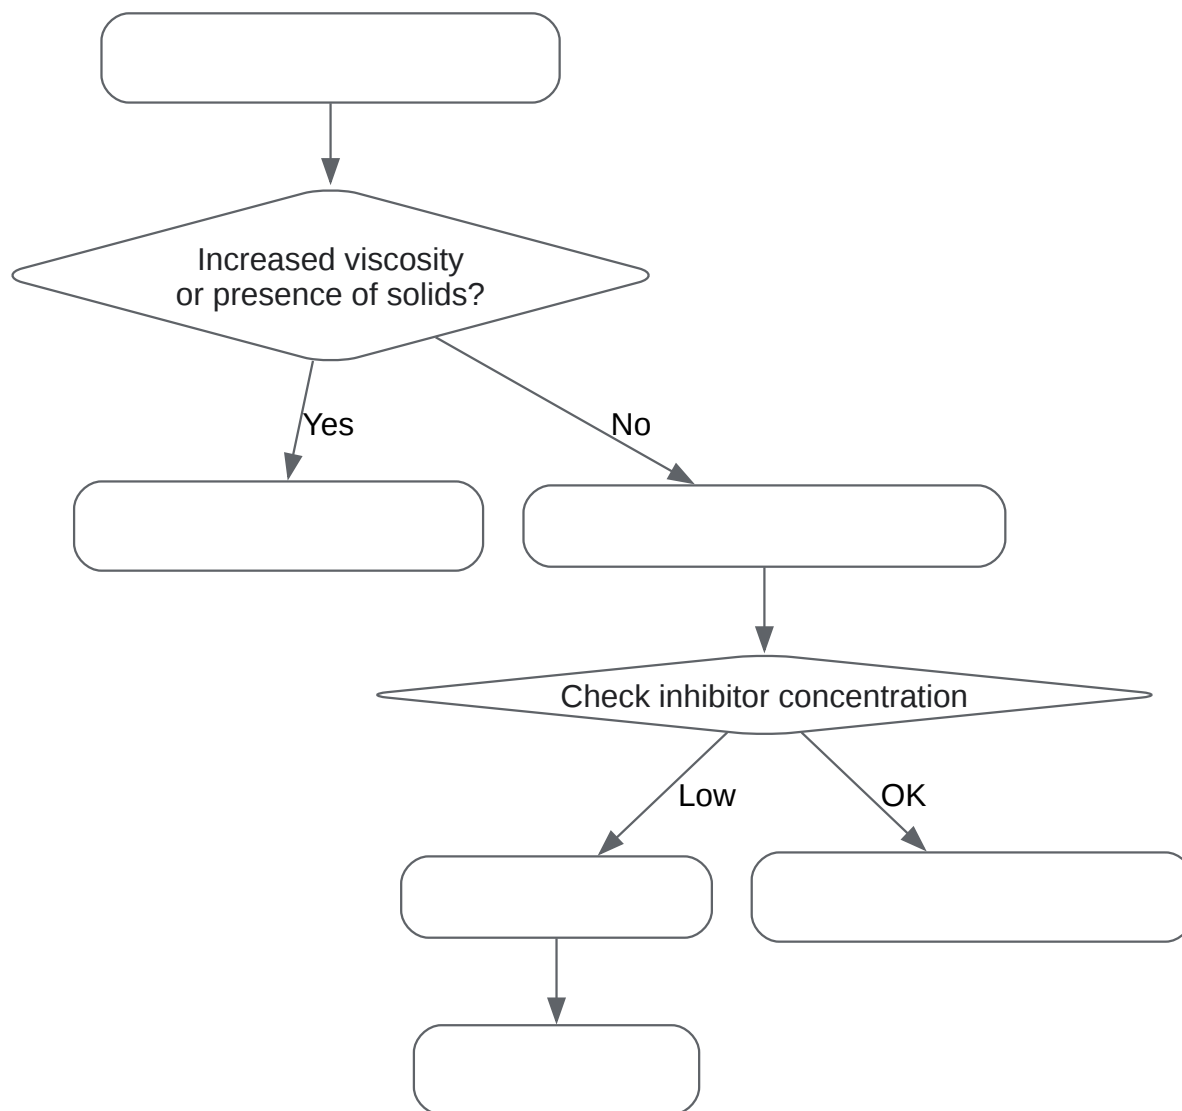 Increased viscosity
or presence of solids?
Yes
No
Check inhibitor concentration
Low
OK